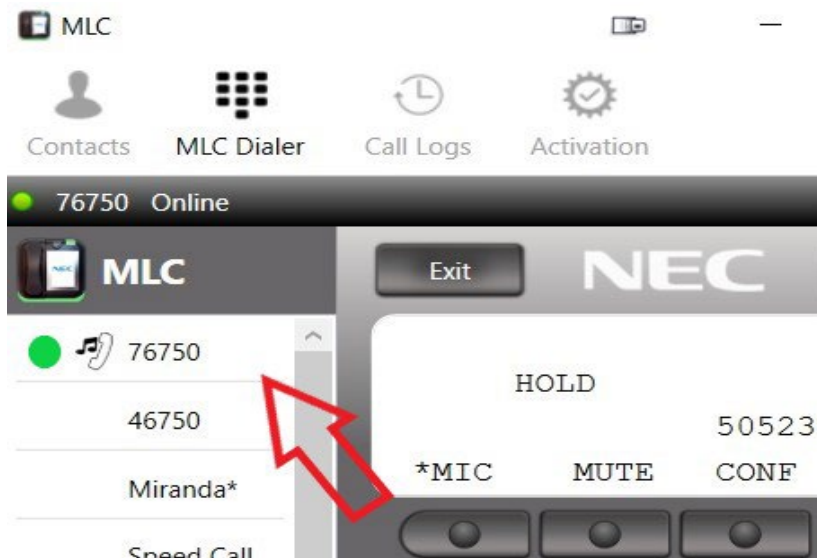 MLC
Contacts MLC Dialer Call Logs Activation
76750 Online
NEC MLC
Exit NEC
76750
HOLD
46750
50523
*MIC MUTE CONF
Miranda*
Speed Call